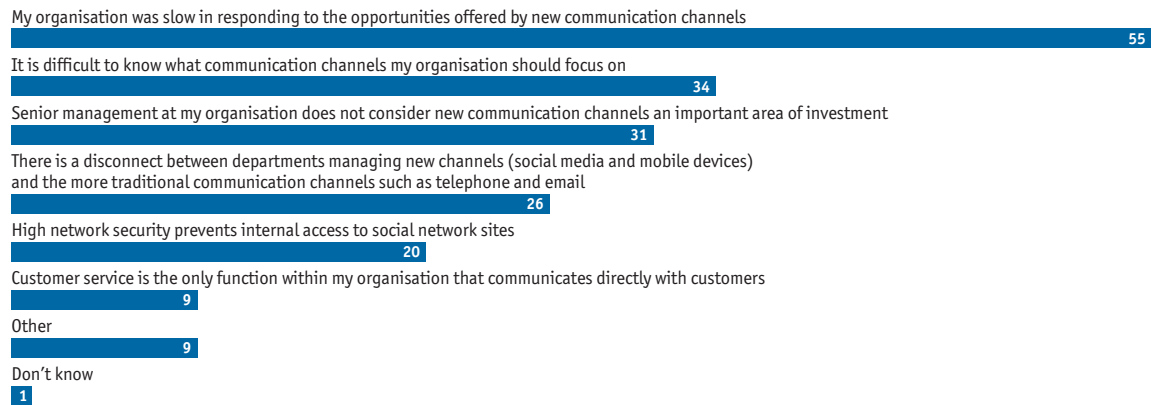 My organisation was slow in responding to the opportunities offered by new communication channels
55
It is difficult to know what communication channels my organisation should focus on
34
Senior management at my organisation does not consider new communication channels an important area of investment
31
There is a disconnect between departments managing new channels (social media and mobile devices)
and the more traditional communication channels such as telephone and email
26
High network security prevents internal access to social network sites
20
Customer service is the only function within my organisation that communicates directly with customers
9
Other
9
Don’t know
1